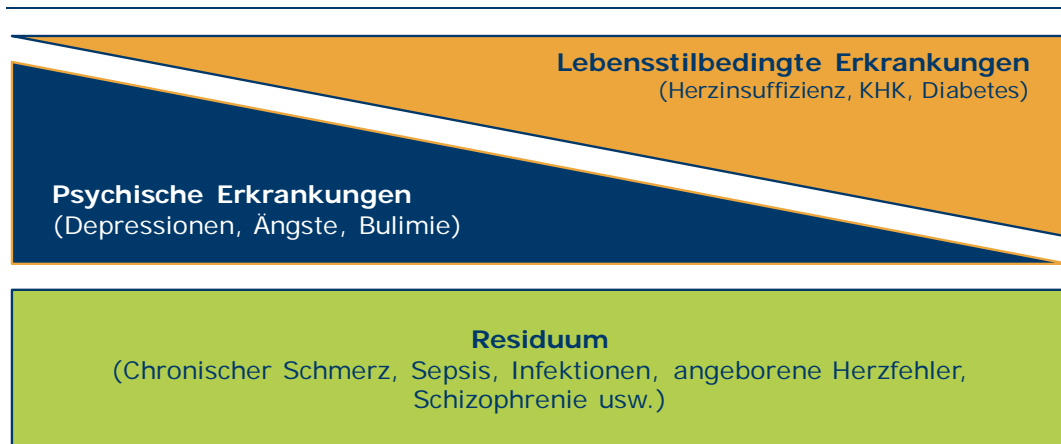 Lebensstilbedingte Erkrankungen
(Herzinsuffizienz, KHK, Diabetes)
Psychische Erkrankungen
(Depressionen, Ängste, Bulimie)
Residuum
(Chronischer Schmerz, Sepsis, Infektionen, angeborene Herzfehler,
Schizophrenie usw.)